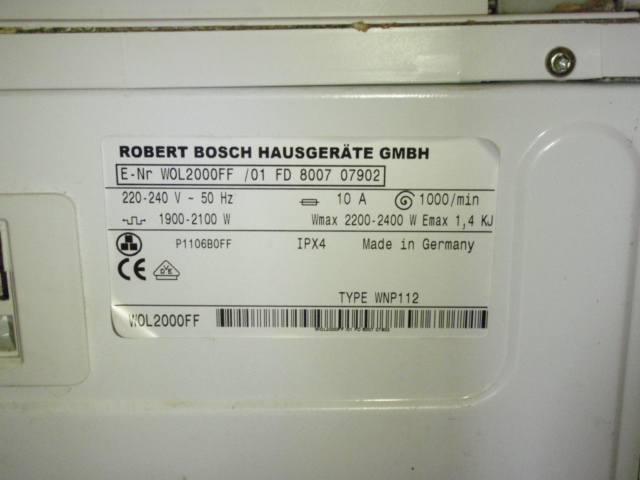 ROBERT BOSCH HAUSGERÄTE GMBH
E-Nr WOL2000FF /01 FD 8007 07902
220-240 V - 50 Hz 10 A 1000/min
1900-2100 W Wmax 2200-2400 W Emax 1,4 KJ
P1106B0FF IPX4 Made in Germany
CE VDE
TYPE WNP112
WOL2000FF